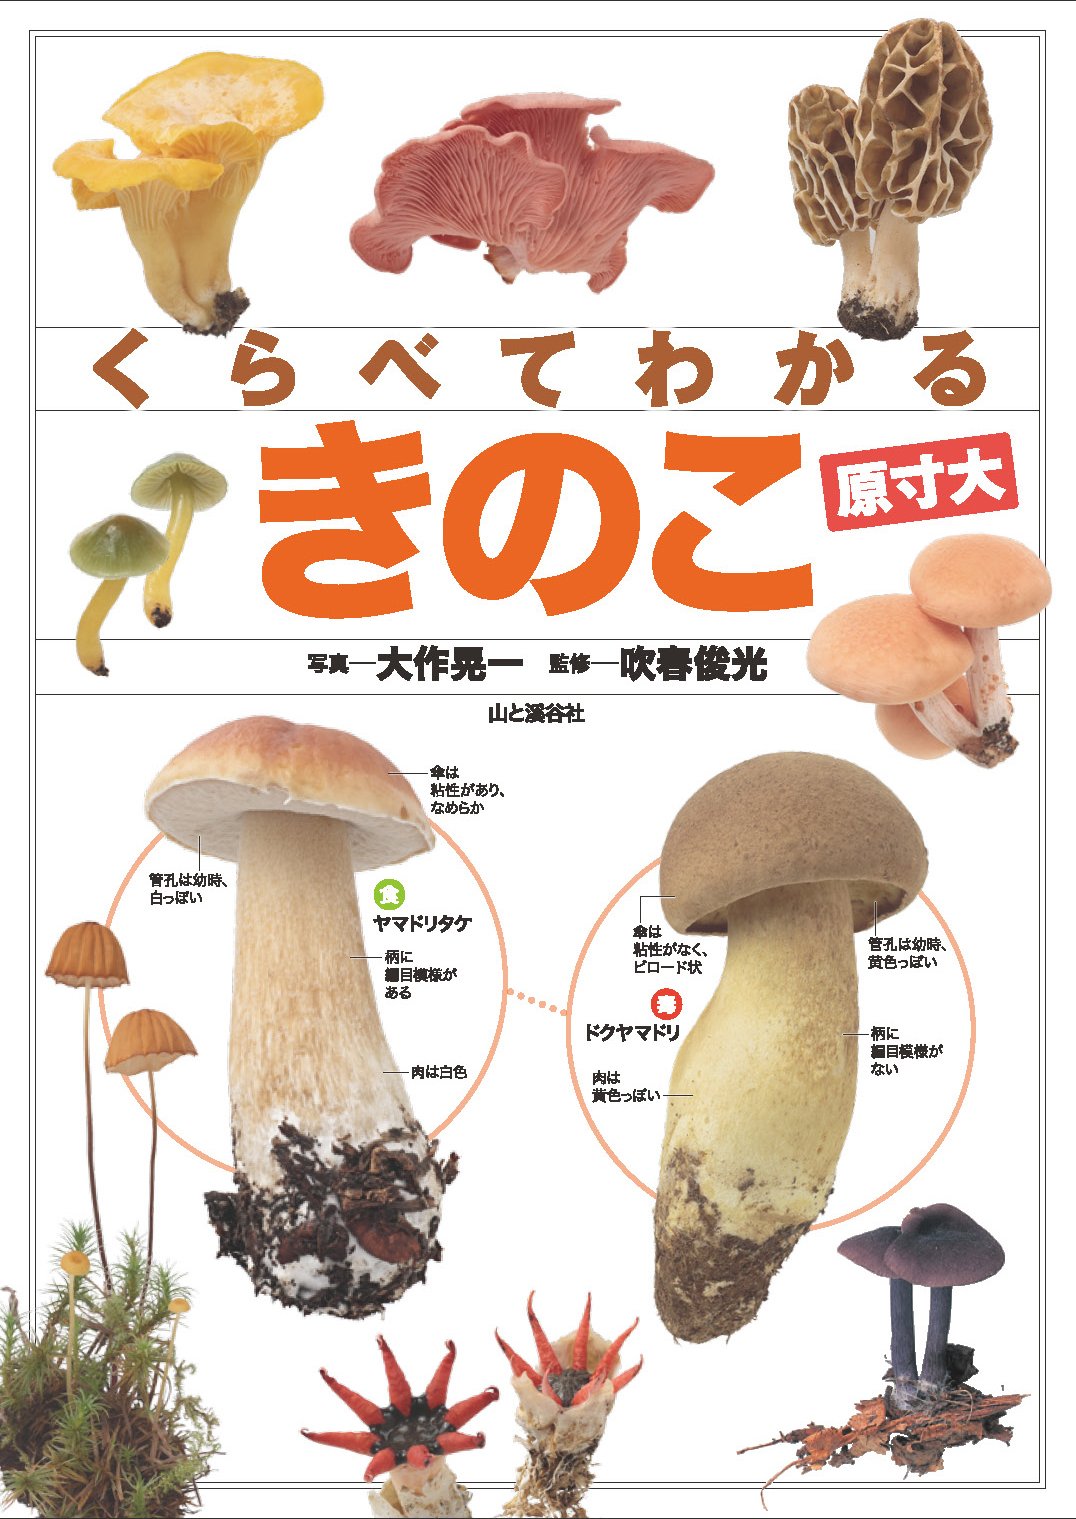 くらべてわかる
きのこ
原寸大
写真―大作晃一　監修―吹春俊光
山と溪谷社
傘は
粘性があり、
なめらか
管孔は幼時、
白っぽい
食
ヤマドリタケ
柄に
網目模様が
ある
肉は白色
傘は
粘性がなく、
ビロード状
管孔は幼時、
黄色っぽい
毒
ドクヤマドリ
柄に
網目模様が
ない
肉は
黄色っぽい
1